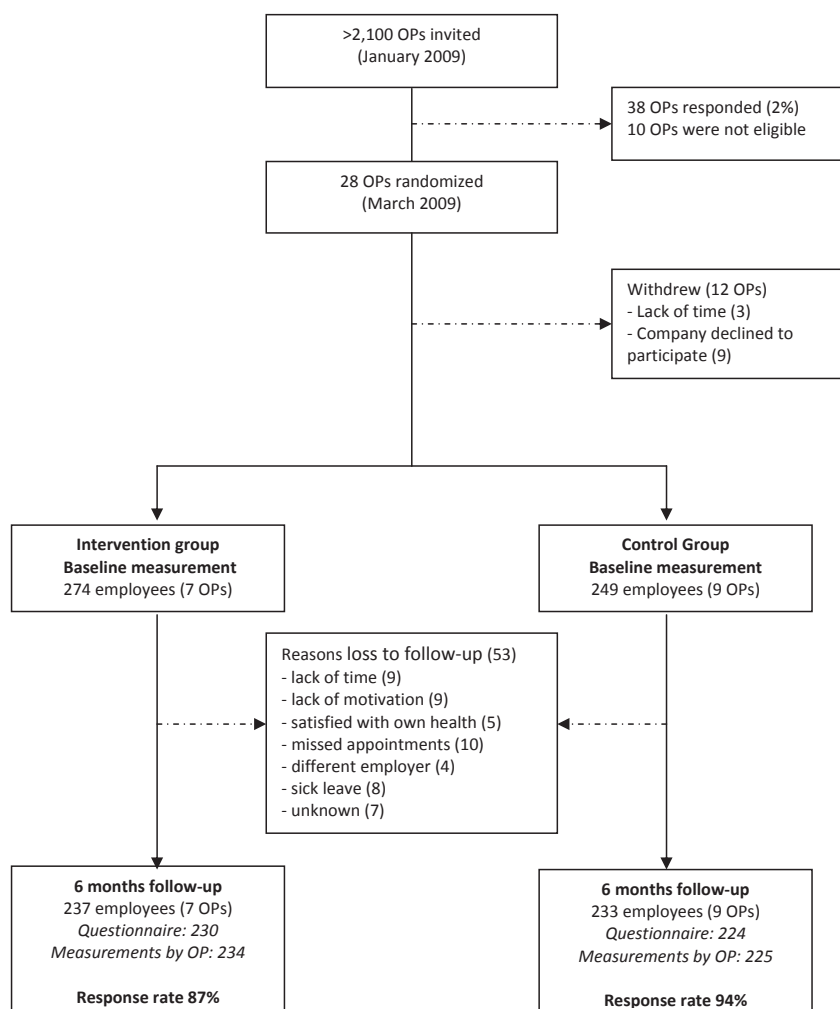 >2,100 OPs invited
(January 2009)
38 OPs responded (2%)
10 OPs were not eligible
28 OPs randomized
(March 2009)
Withdrew (12 OPs)
- Lack of time (3)
- Company declined to
participate (9)
Intervention group
Baseline measurement
274 employees (7 OPs)
Control Group
Baseline measurement
249 employees (9 OPs)
Reasons loss to follow-up (53)
- lack of time (9)
- lack of motivation (9)
- satisfied with own health (5)
- missed appointments (10)
- different employer (4)
- sick leave (8)
- unknown (7)
6 months follow-up
237 employees (7 OPs)
Questionnaire: 230
Measurements by OP: 234
Response rate 87%
6 months follow-up
233 employees (9 OPs)
Questionnaire: 224
Measurements by OP: 225
Response rate 94%